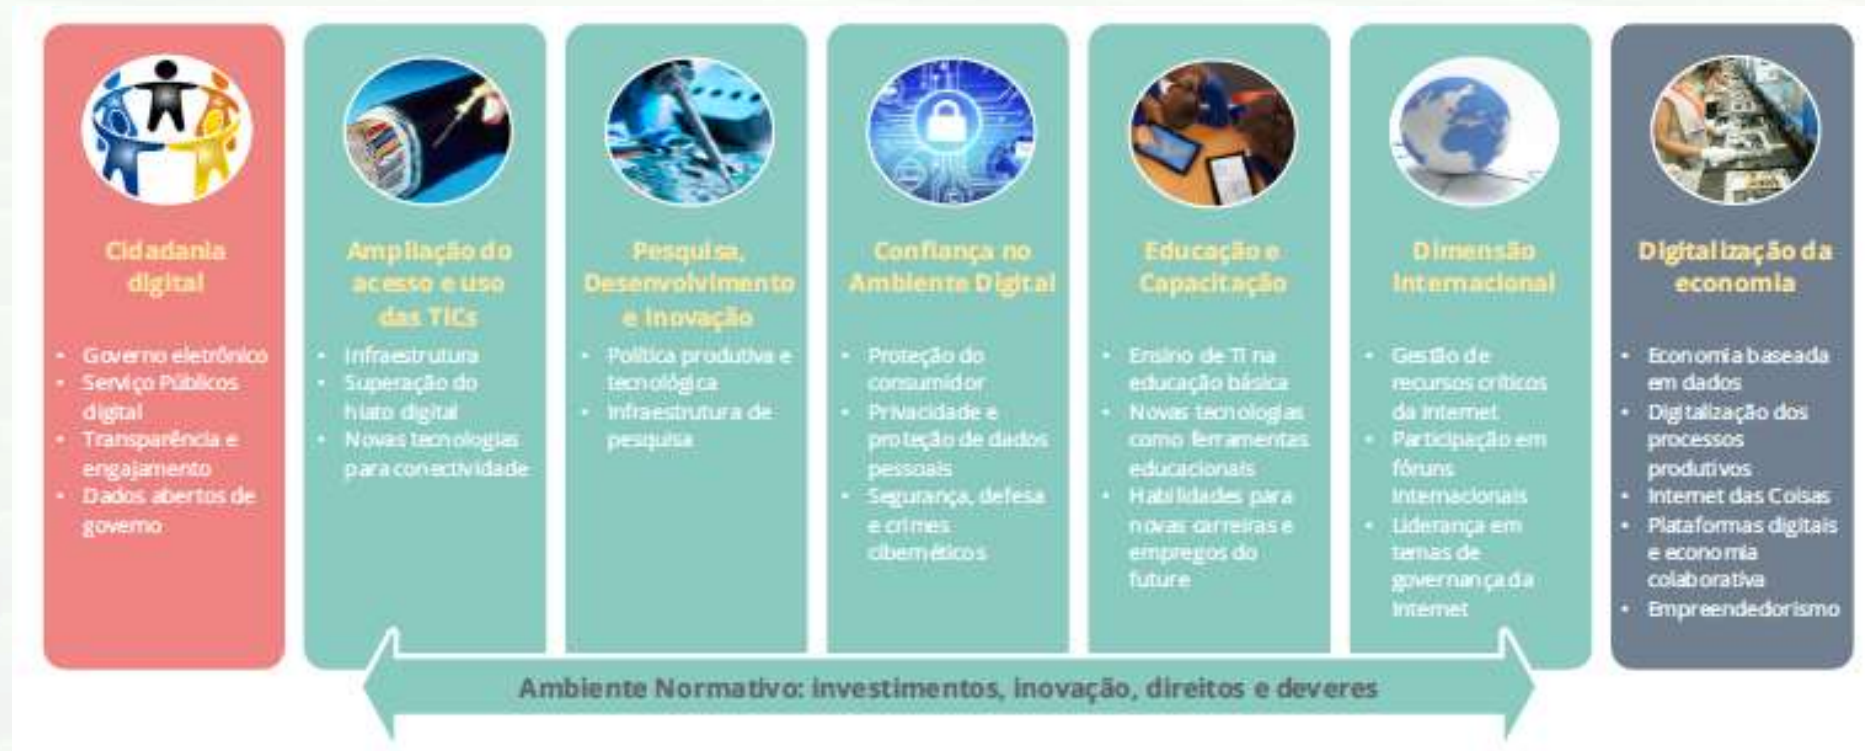 Cidadania
digital
• Governo eletrônico
• Serviço Públicos
digital
• Transparência e
engajamento
• Dados abertos de
governo
Ampliação do
acesso e uso
das TICs
• Infraestrutura
• Superação do
hiato digital
• Novas tecnologias
para conectividade
Pesquisa,
Desenvolvimento
e Inovação
• Política produtiva e
tecnológica
• Infraestrutura de
pesquisa
Confiança no
Ambiente Digital
• Proteção do
consumidor
• Privacidade e
proteção de dados
pessoais
• Segurança, defesa
e crimes
cibernéticos
Educação e
Capacitação
• Ensino de TI na
educação básica
• Novas tecnologias
como ferramentas
educacionais
• Habilidades para
novas carreiras e
empregos do
future
Dimensão
Internacional
• Gestão de
recursos críticos
da Internet
• Participação em
fóruns
internacionais
• Liderança em
temas de
governança da
Internet
Digitalização da
economia
• Economia baseada
em dados
• Digitalização dos
processos
produtivos
• Internet das Coisas
• Plataformas digitais
e economia
colaborativa
• Empreendedorismo
Ambiente Normativo: investimentos, inovação, direitos e deveres